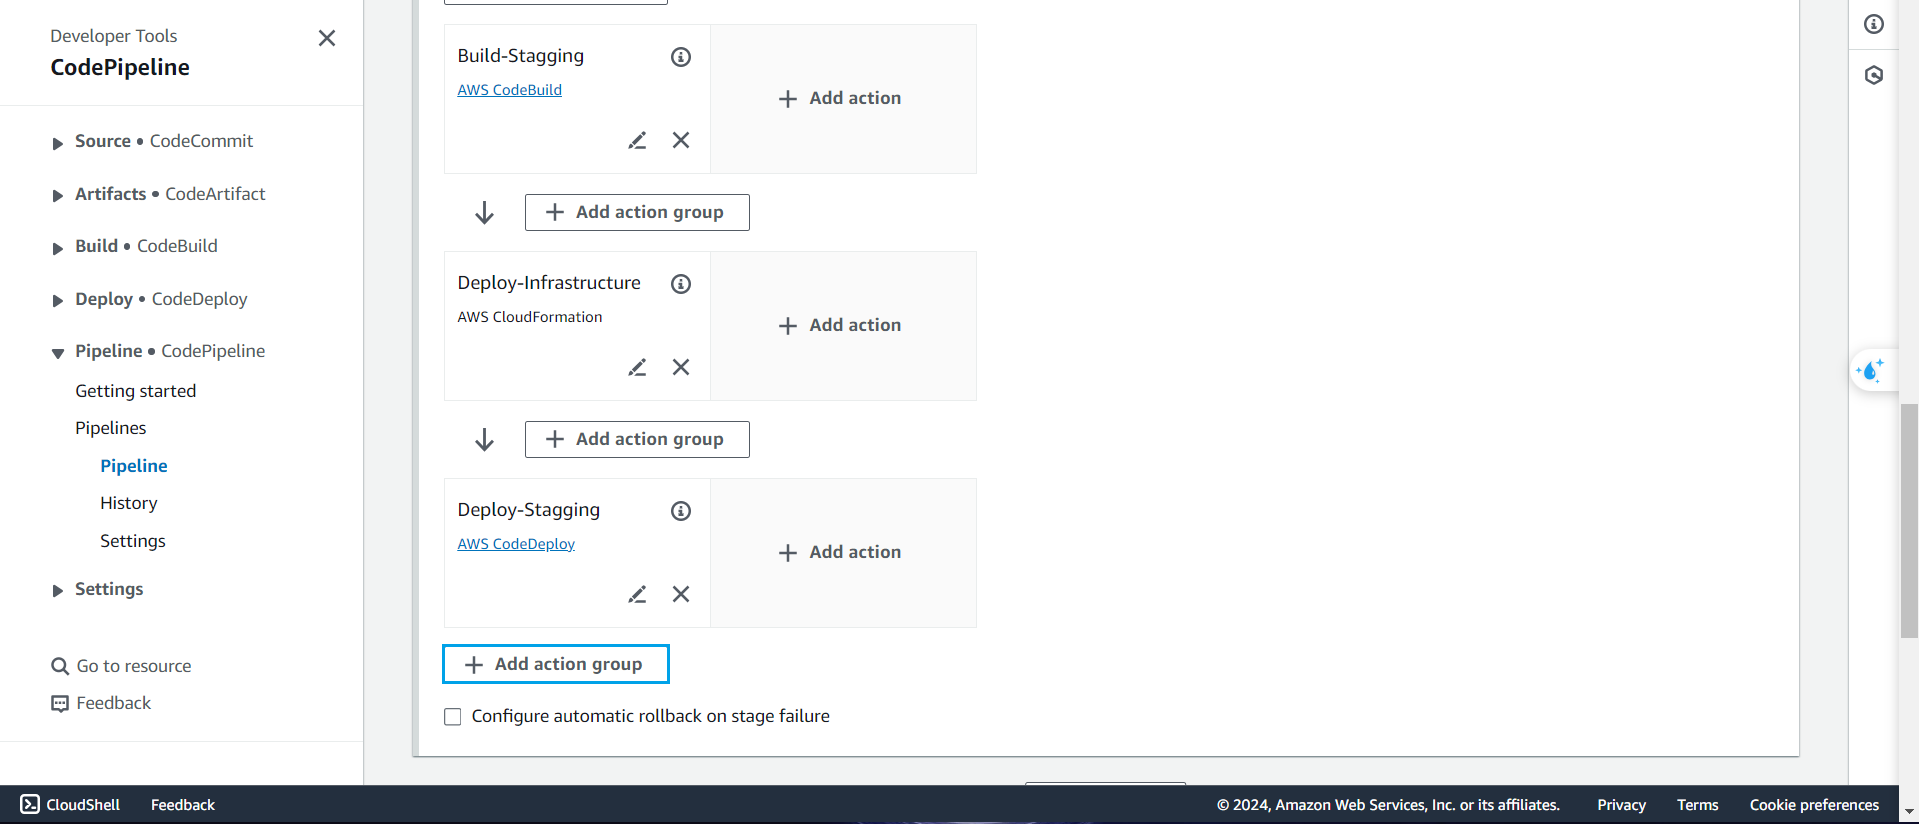 Developer Tools
CodePipeline
Source • CodeCommit
Artifacts • CodeArtifact
Build • CodeBuild
Deploy • CodeDeploy
Pipeline • CodePipeline
Getting started
Pipelines
Pipeline
History
Settings
Settings
Go to resource
Feedback
Build-Stagging
AWS CodeBuild
Add action
Add action group
Deploy-Infrastructure
AWS CloudFormation
Add action
Add action group
Deploy-Stagging
AWS CodeDeploy
Add action
Add action group
Configure automatic rollback on stage failure
CloudShell Feedback © 2024, Amazon Web Services, Inc. or its affiliates. Privacy Terms Cookie preferences